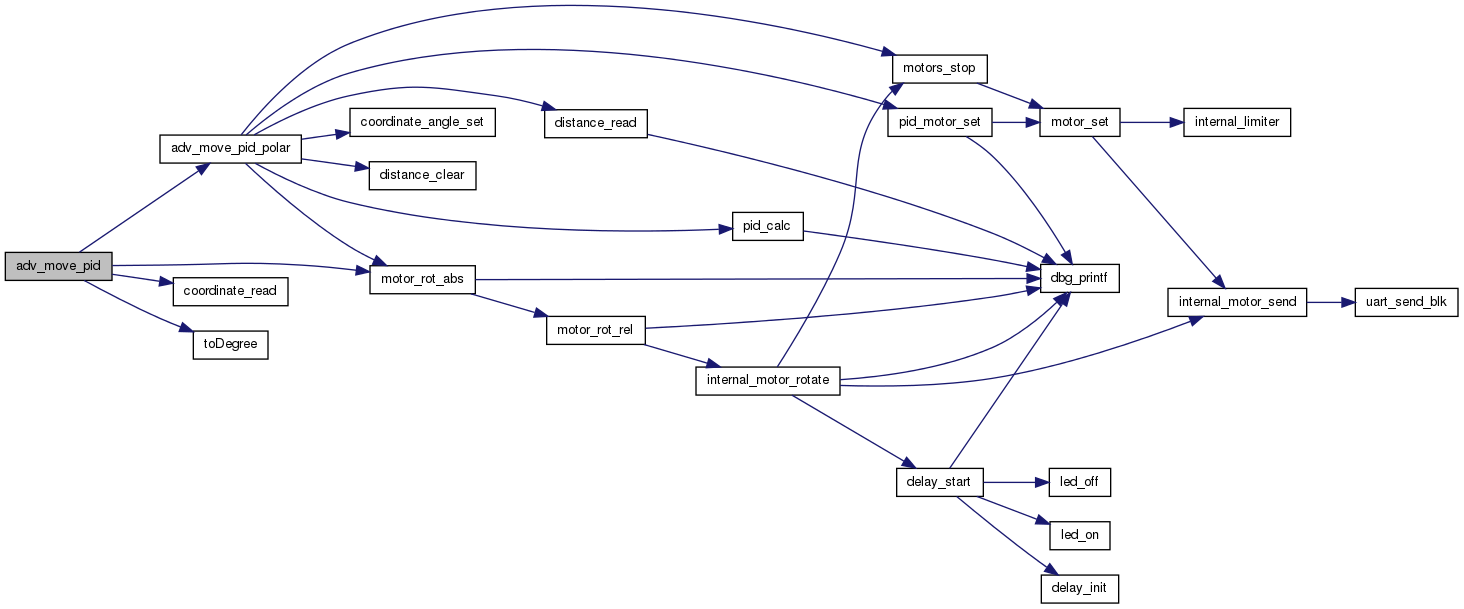 motors_stop
coordinate_angle_set
distance_read
pid_motor_set
motor_set
internal_limiter
adv_move_pid_polar
distance_clear
pid_calc
adv_move_pid
motor_rot_abs
dbg_printf
coordinate_read
internal_motor_send
uart_send_blk
toDegree
motor_rot_rel
internal_motor_rotate
delay_start
led_off
led_on
delay_init